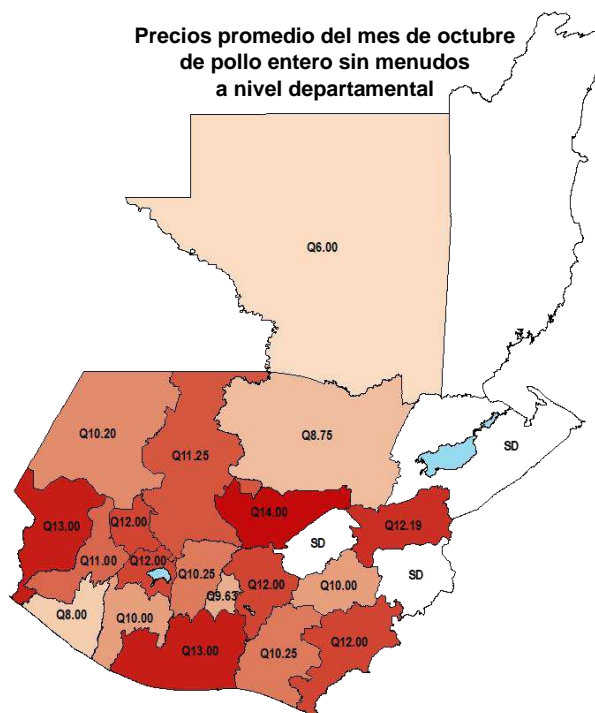 Precios promedio del mes de octubre
de pollo entero sin menudos
a nivel departamental
Q6.00
Q10.20
Q11.25
Q8.75
SD
Q13.00
Q12.00
Q14.00
Q12.19
Q11.00
Q12.00
Q10.25
Q12.00
Q10.00
SD
Q8.00
Q10.00
Q9.63
Q13.00
Q10.25
Q12.00
SD